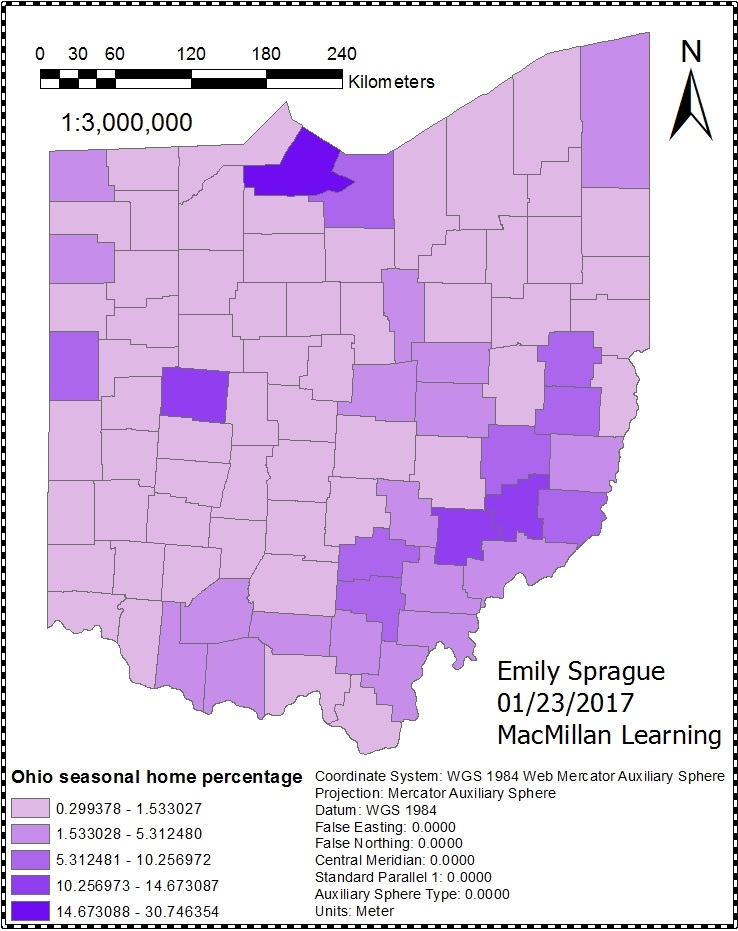 0 30 60 120 180 240
Kilometers
1:3,000,000
N
Emily Sprague
01/23/2017
MacMillan Learning
Ohio seasonal home percentage
0.299378 - 1.533027
1.533028 - 5.312480
5.312481 - 10.256972
10.256973 - 14.673087
14.673088 - 30.746354
Coordinate System: WGS 1984 Web Mercator Auxiliary Sphere
Projection: Mercator Auxiliary Sphere
Datum: WGS 1984
False Easting: 0.0000
False Northing: 0.0000
Central Meridian: 0.0000
Standard Parallel 1: 0.0000
Auxiliary Sphere Type: 0.0000
Units: Meter